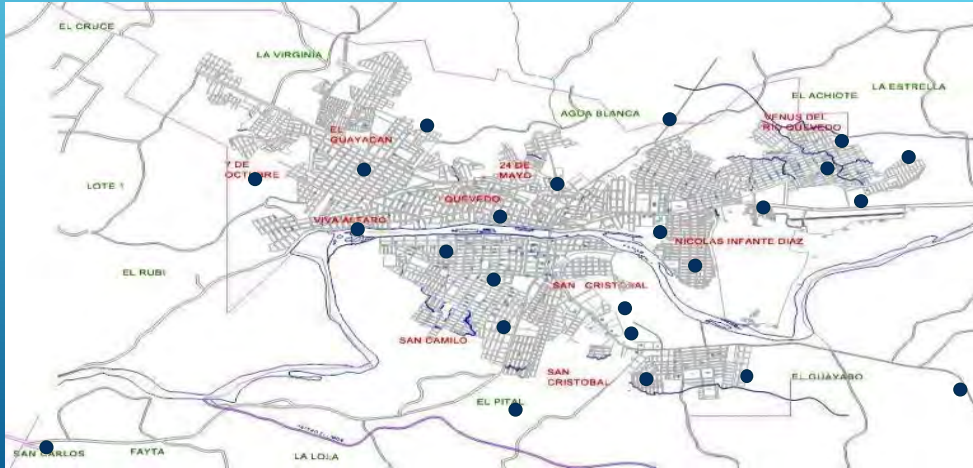 EL CRUCE
LA VIRGINIA
LA ESTRELLA
EL ACHIOTE
AGUA BLANCA
VENUS DEL
RIO QUEVEDO
EL
GUAYACAN
7 DE
OCTUBRE
24 DE
MAYO
LOTE 1
QUEVEDO
VIVA ALFARO
NICOLAS INFANTE DIAZ
EL RUBI
SAN CRISTOBAL
SAN CAMILO
SAN
CRISTOBAL
EL GUAYABO
EL PITAL
SAN CARLOS
FAYTA
LA LOLA